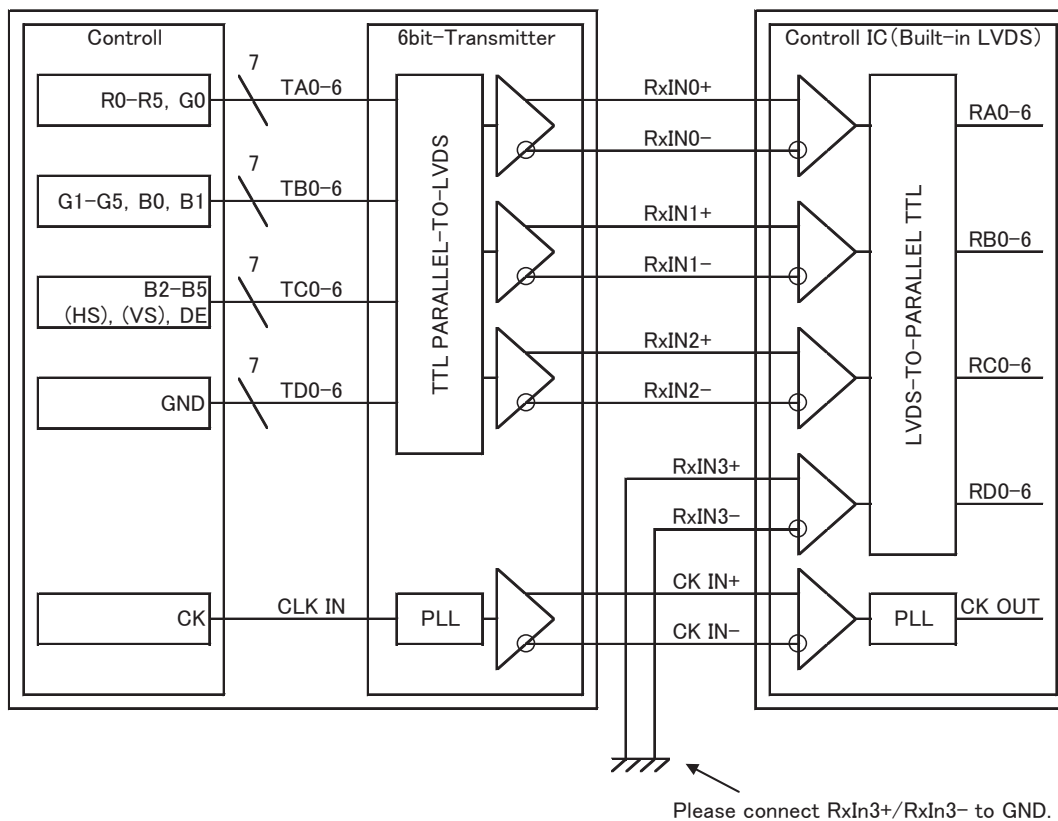 Controll
6bit-Transmitter
Controll IC(Built-in LVDS)
R0-R5, G0
7
TA0-6
RxIN0+
RxIN0-
RA0-6
G1-G5, B0, B1
7
TB0-6
RxIN1+
RxIN1-
RB0-6
B2-B5
(HS), (VS), DE
7
TC0-6
RxIN2+
RxIN2-
RC0-6
GND
7
TD0-6
RxIN3+
RxIN3-
RD0-6
TTL PARALLEL-TO-LVDS
LVDS-TO-PARALLEL TTL
CK
CLK IN
PLL
CK IN+
CK IN-
PLL
CK OUT
Please connect RxIn3+/RxIn3- to GND.